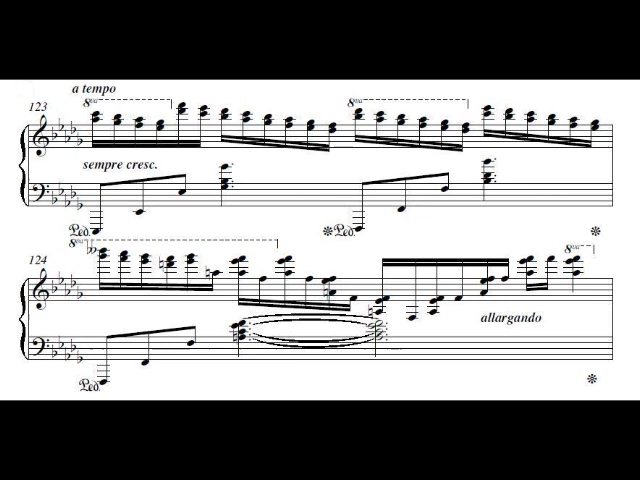 a tempo
123
8va
8va
sempre cresc.
Ped.
Ped.
8va
8va
124
allargando
Ped.